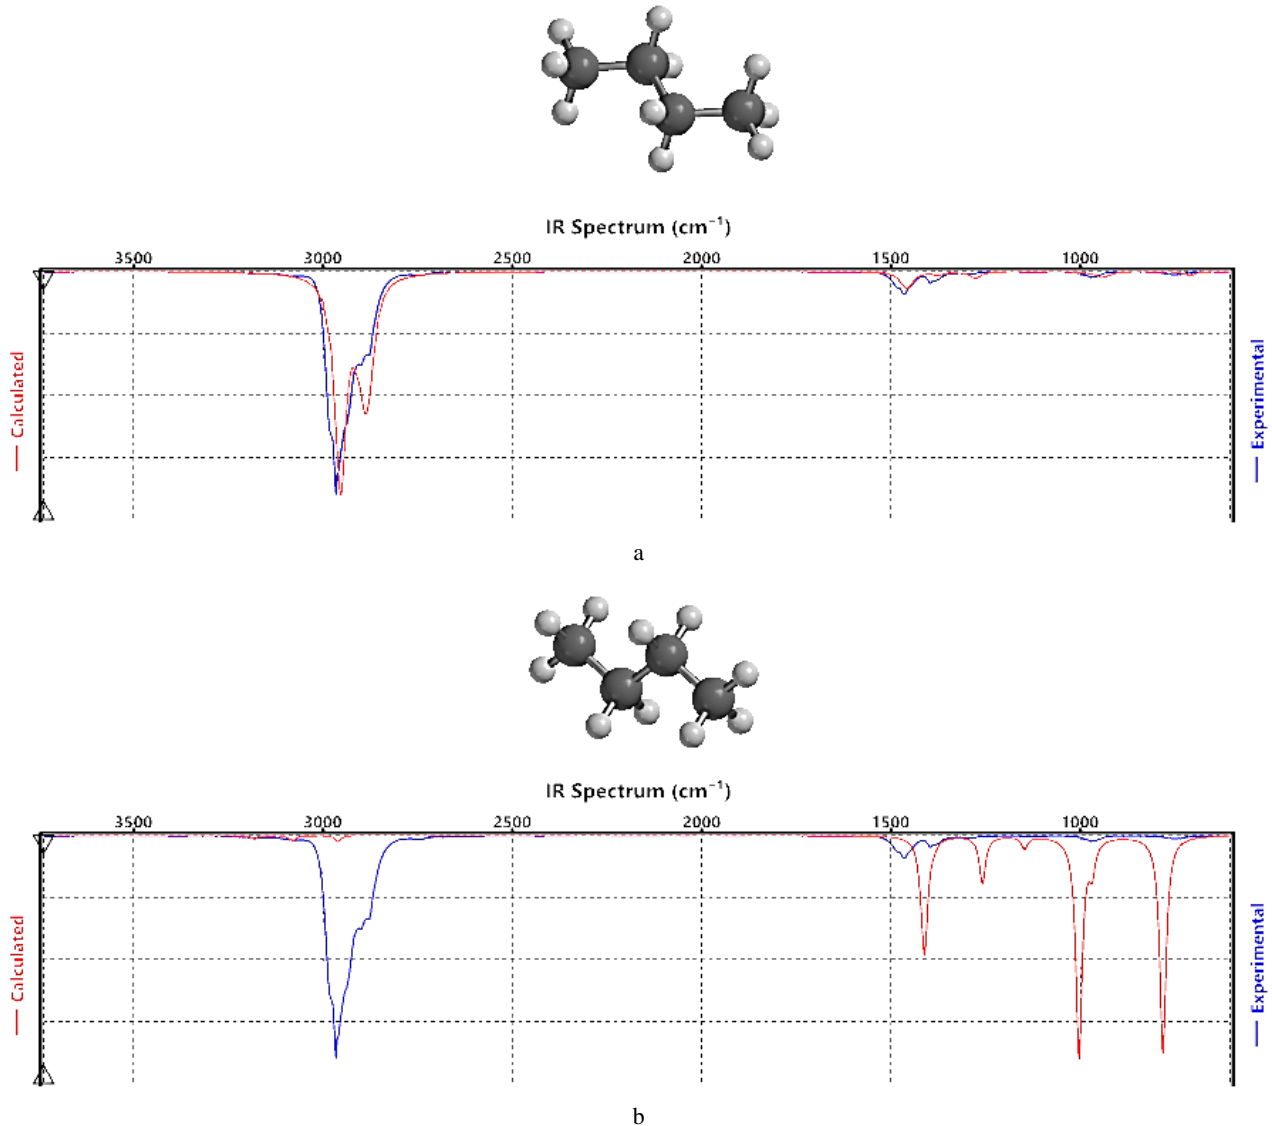 IR Spectrum (cm⁻¹)
3500 3000 2500 2000 1500 1000
— Calculated
— Experimental
a
IR Spectrum (cm⁻¹)
3500 3000 2500 2000 1500 1000
— Calculated
— Experimental
b